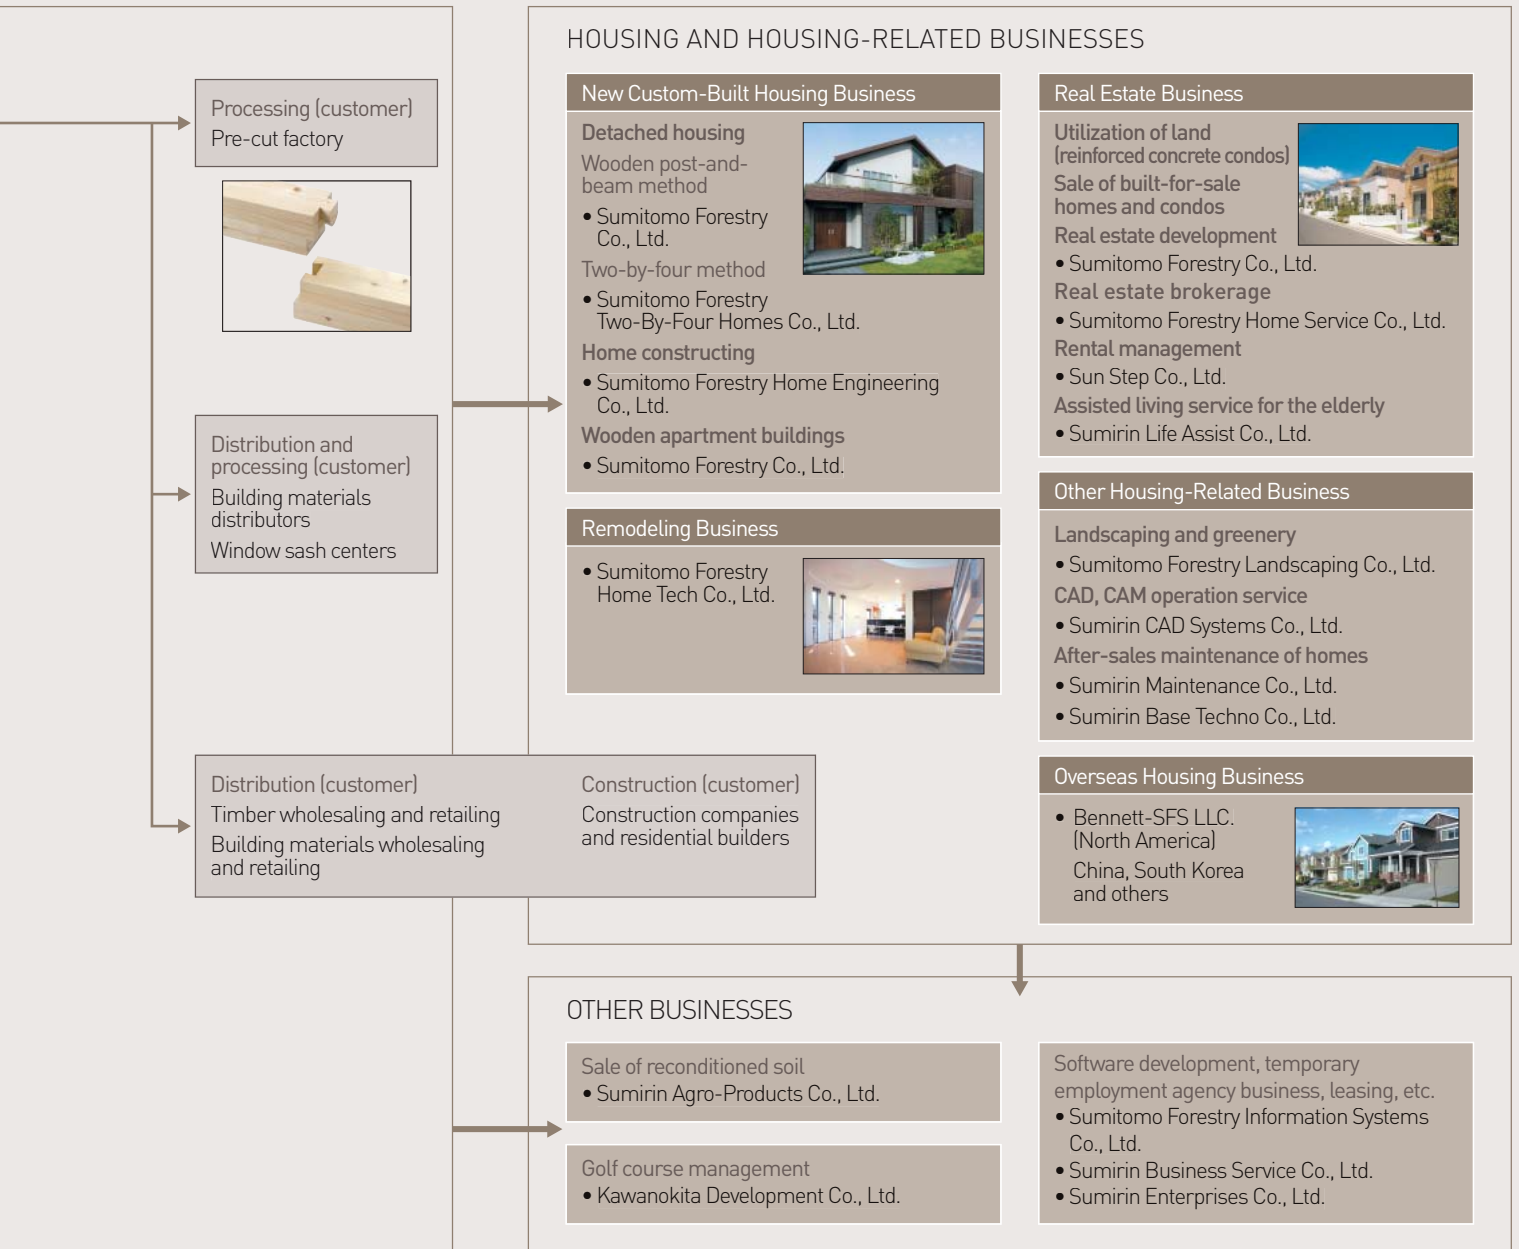 Processing (customer)
Pre-cut factory
Distribution and
processing (customer)
Building materials
distributors
Window sash centers
Distribution (customer)
Timber wholesaling and retailing
Building materials wholesaling
and retailing
Construction (customer)
Construction companies
and residential builders
HOUSING AND HOUSING-RELATED BUSINESSES
New Custom-Built Housing Business
Detached housing
Wooden post-and-
beam method
• Sumitomo Forestry
Co., Ltd.
Two-by-four method
• Sumitomo Forestry
Two-By-Four Homes Co., Ltd.
Home constructing
• Sumitomo Forestry Home Engineering
Co., Ltd.
Wooden apartment buildings
• Sumitomo Forestry Co., Ltd.
Remodeling Business
• Sumitomo Forestry
Home Tech Co., Ltd.
Real Estate Business
Utilization of land
(reinforced concrete condos)
Sale of built-for-sale
homes and condos
Real estate development
• Sumitomo Forestry Co., Ltd.
Real estate brokerage
• Sumitomo Forestry Home Service Co., Ltd.
Rental management
• Sun Step Co., Ltd.
Assisted living service for the elderly
• Sumirin Life Assist Co., Ltd.
Other Housing-Related Business
Landscaping and greenery
• Sumitomo Forestry Landscaping Co., Ltd.
CAD, CAM operation service
• Sumirin CAD Systems Co., Ltd.
After-sales maintenance of homes
• Sumirin Maintenance Co., Ltd.
• Sumirin Base Techno Co., Ltd.
Overseas Housing Business
• Bennett-SFS LLC.
(North America)
China, South Korea
and others
OTHER BUSINESSES
Sale of reconditioned soil
• Sumirin Agro-Products Co., Ltd.
Golf course management
• Kawanokita Development Co., Ltd.
Software development, temporary
employment agency business, leasing, etc.
• Sumitomo Forestry Information Systems
Co., Ltd.
• Sumirin Business Service Co., Ltd.
• Sumirin Enterprises Co., Ltd.